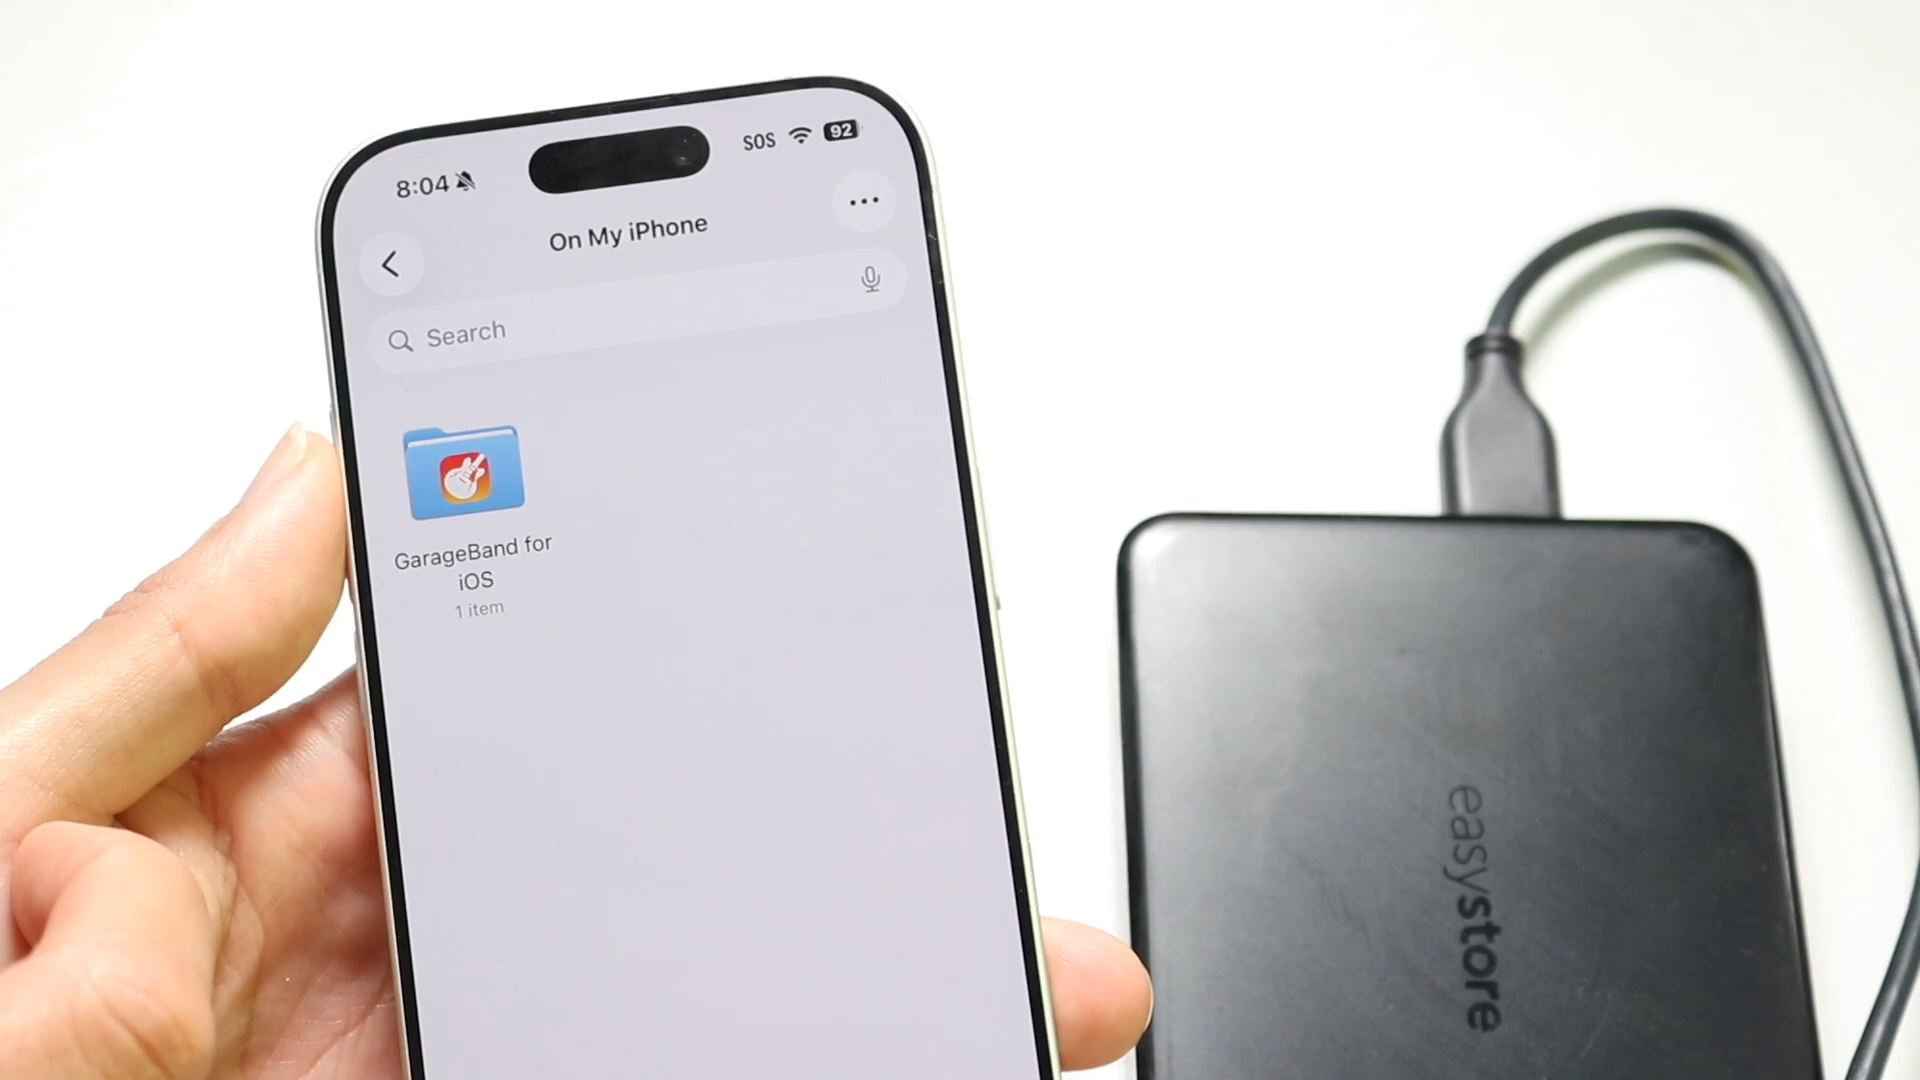 8:04
SOS
92
On My iPhone
Search
GarageBand for
iOS
1 item
easystore